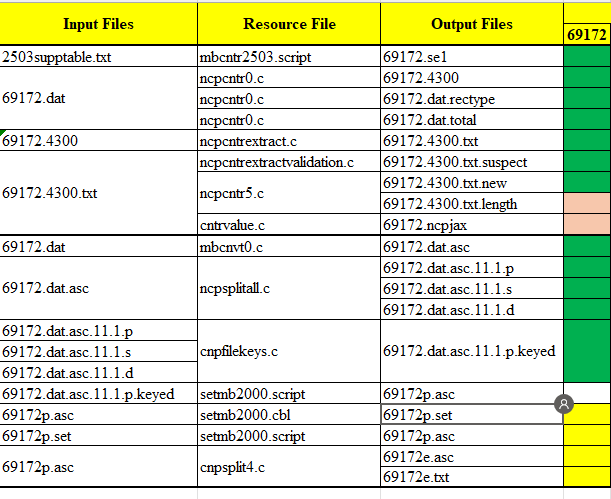 Input Files Resource File Output Files
69172
2503supptable.txt mbcntr2503.script 69172.se1
69172.dat ncpcntr0.c 69172.4300
ncpcntr0.c 69172.dat.rectype
ncpcntr0.c 69172.dat.total
69172.4300 ncpcntrextract.c 69172.4300.txt
69172.4300.txt ncpcntrextractvalidation.c 69172.4300.txt.suspect
ncpcntr5.c 69172.4300.txt.new
69172.4300.txt.length
cntrvalue.c 69172.ncpjax
69172.dat mbcnvt0.c 69172.dat.asc
69172.dat.asc ncpsplitall.c 69172.dat.asc.11.1.p
69172.dat.asc.11.1.s
69172.dat.asc.11.1.d
69172.dat.asc.11.1.p cnpfilekeys.c 69172.dat.asc.11.1.p.keyed
69172.dat.asc.11.1.s
69172.dat.asc.11.1.d
69172.dat.asc.11.1.p.keyed setmb2000.script 69172p.asc
69172p.asc setmb2000.cbl 69172p.set
69172p.set setmb2000.script 69172p.asc
69172p.asc cnpsplit4.c 69172e.asc
69172e.txt